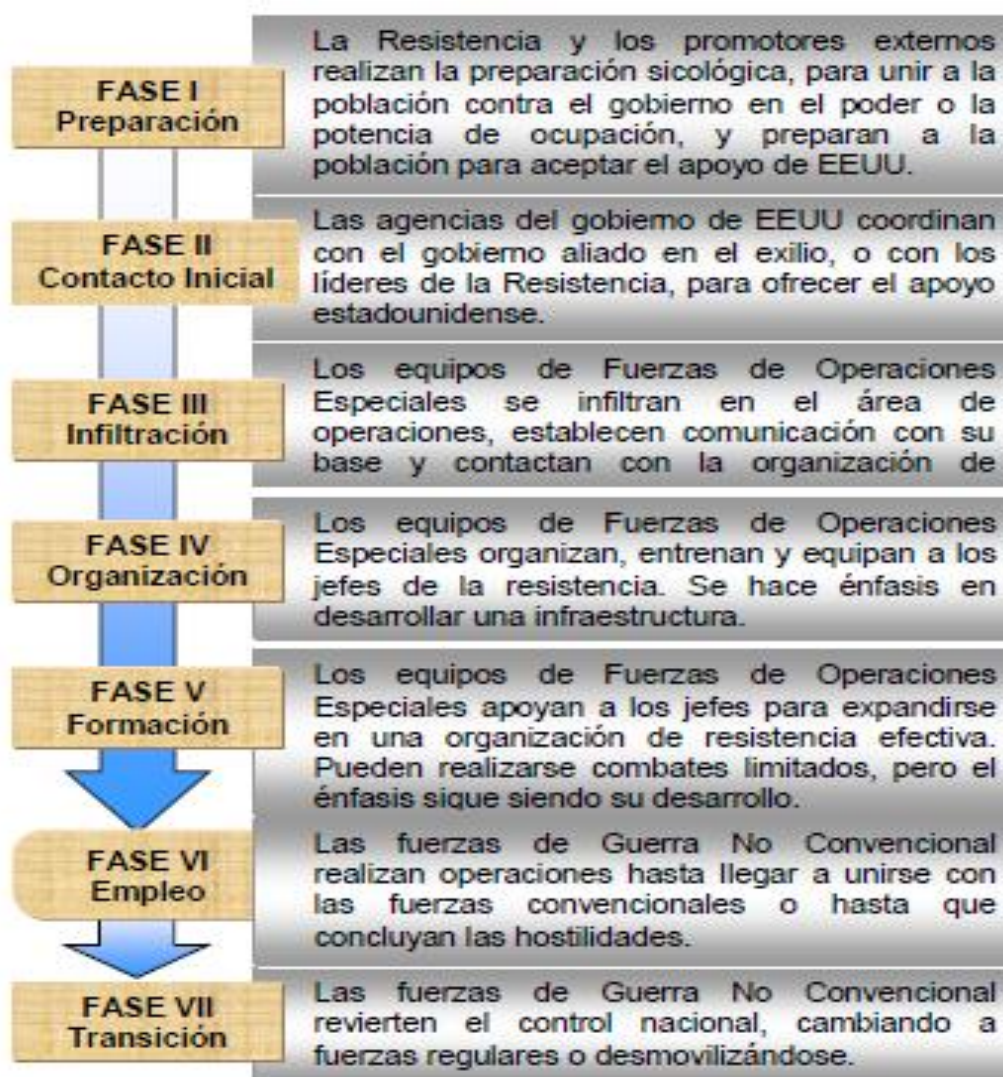 FASE I
Preparación
La Resistencia y los promotores externos
realizan la preparación sicológica, para unir a la
población contra el gobierno en el poder o la
potencia de ocupación, y preparan a la
población para aceptar el apoyo de EEUU.
FASE II
Contacto Inicial
Las agencias del gobierno de EEUU coordinan
con el gobierno aliado en el exilio, o con los
líderes de la Resistencia, para ofrecer el apoyo
estadounidense.
FASE III
Infiltración
Los equipos de Fuerzas de Operaciones
Especiales se infiltran en el área de
operaciones, establecen comunicación con su
base y contactan con la organización de
FASE IV
Organización
Los equipos de Fuerzas de Operaciones
Especiales organizan, entrenan y equipan a los
jefes de la resistencia. Se hace énfasis en
desarrollar una infraestructura.
FASE V
Formación
Los equipos de Fuerzas de Operaciones
Especiales apoyan a los jefes para expandirse
en una organización de resistencia efectiva.
Pueden realizarse combates limitados, pero el
énfasis sigue siendo su desarrollo.
FASE VI
Empleo
Las fuerzas de Guerra No Convencional
realizan operaciones hasta llegar a unirse con
las fuerzas convencionales o hasta que
concluyan las hostilidades.
FASE VII
Transición
Las fuerzas de Guerra No Convencional
revierten el control nacional, cambiando a
fuerzas regulares o desmovilizándose.